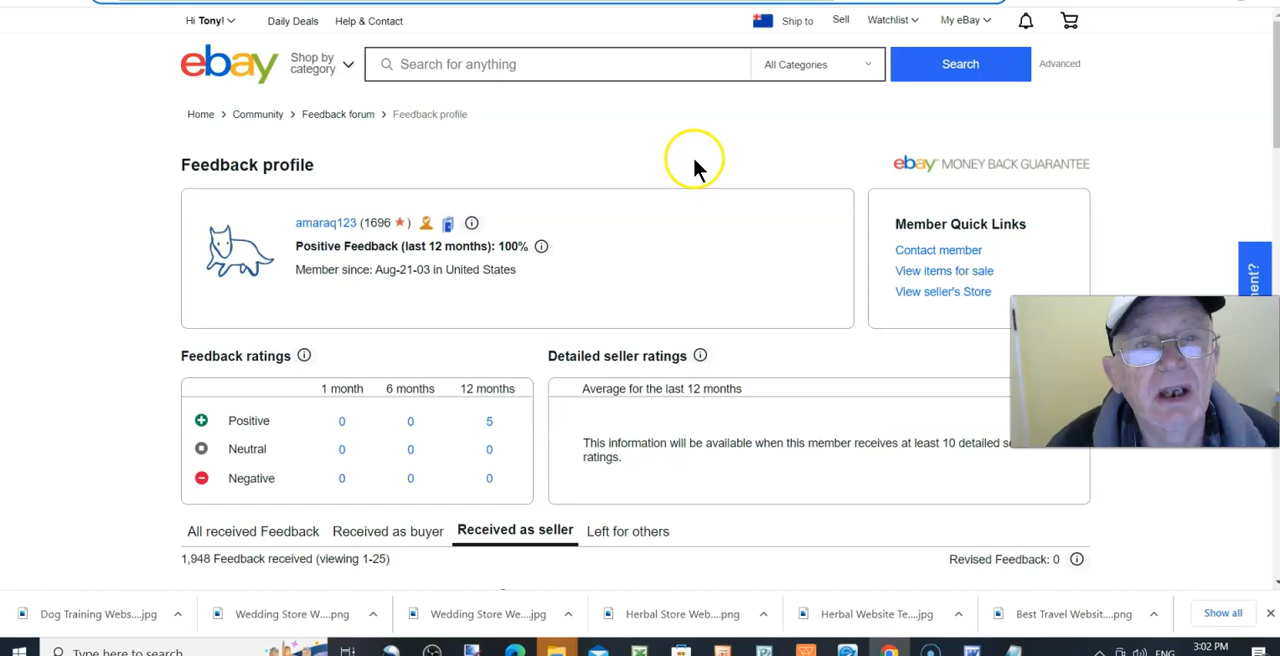 Hi Tony!
Daily Deals
Help & Contact
Ship to
Sell
Watchlist
My eBay
ebay
Shop by
category
Search for anything
All Categories
Search
Advanced
Home
Community
Feedback forum
Feedback profile
Feedback profile
ebay MONEY BACK GUARANTEE
amaraq123 (1696 ★ )
Positive Feedback (last 12 months): 100%
Member since: Aug-21-03 in United States
Member Quick Links
Contact member
View items for sale
View seller's Store
Feedback ratings
1 month 6 months 12 months
Positive 0 0 5
Neutral 0 0 0
Negative 0 0 0
Detailed seller ratings
Average for the last 12 months
This information will be available when this member receives at least 10 detailed
ratings.
All received Feedback
Received as buyer
Received as seller
Left for others
1,948 Feedback received (viewing 1-25)
Revised Feedback: 0
Dog Training Webs....jpg
Wedding Store W....png
Wedding Store We....jpg
Herbal Store Web....png
Herbal Website Te....jpg
Best Travel Websit....png
Show all
Type here to search
ENG
3:02 PM